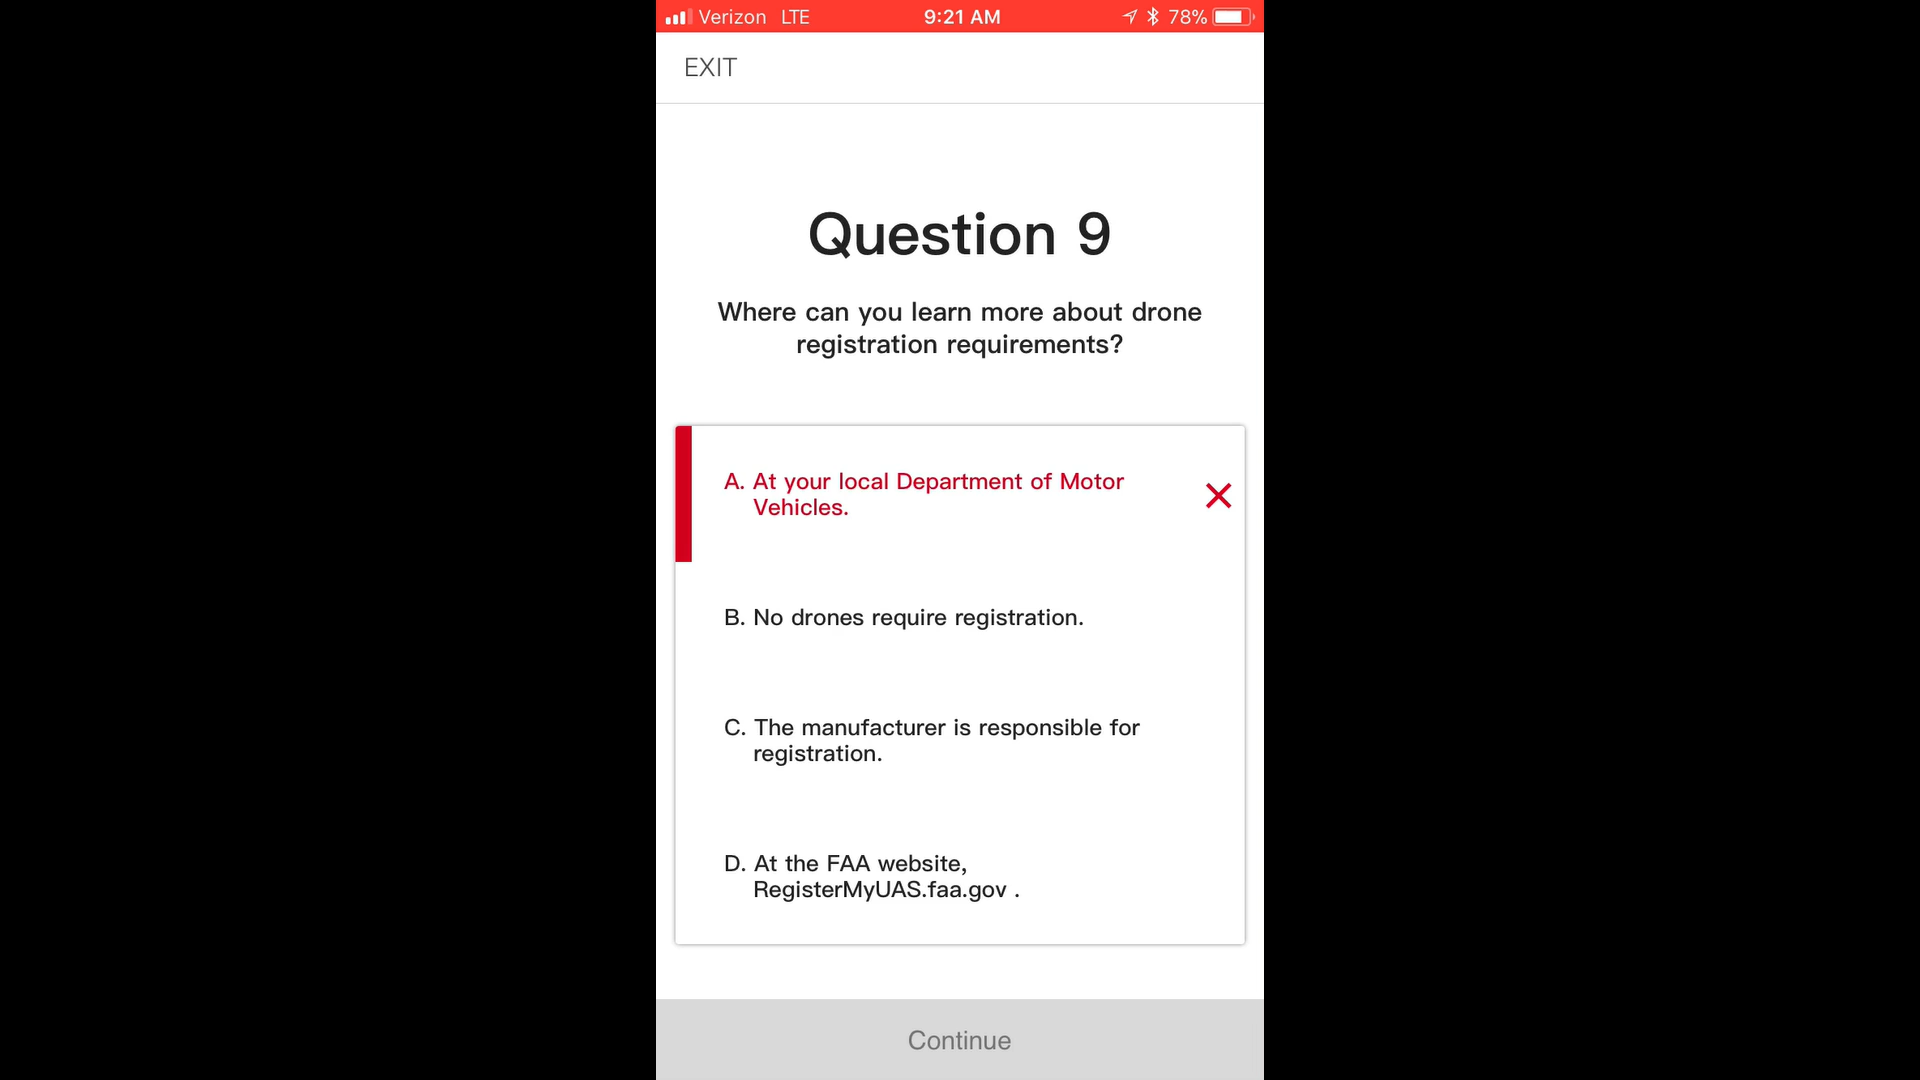 Verizon LTE 9:21 AM 78%
EXIT
Question 9
Where can you learn more about drone
registration requirements?
A. At your local Department of Motor
Vehicles.
B. No drones require registration.
C. The manufacturer is responsible for
registration.
D. At the FAA website,
RegisterMyUAS.faa.gov .
Continue